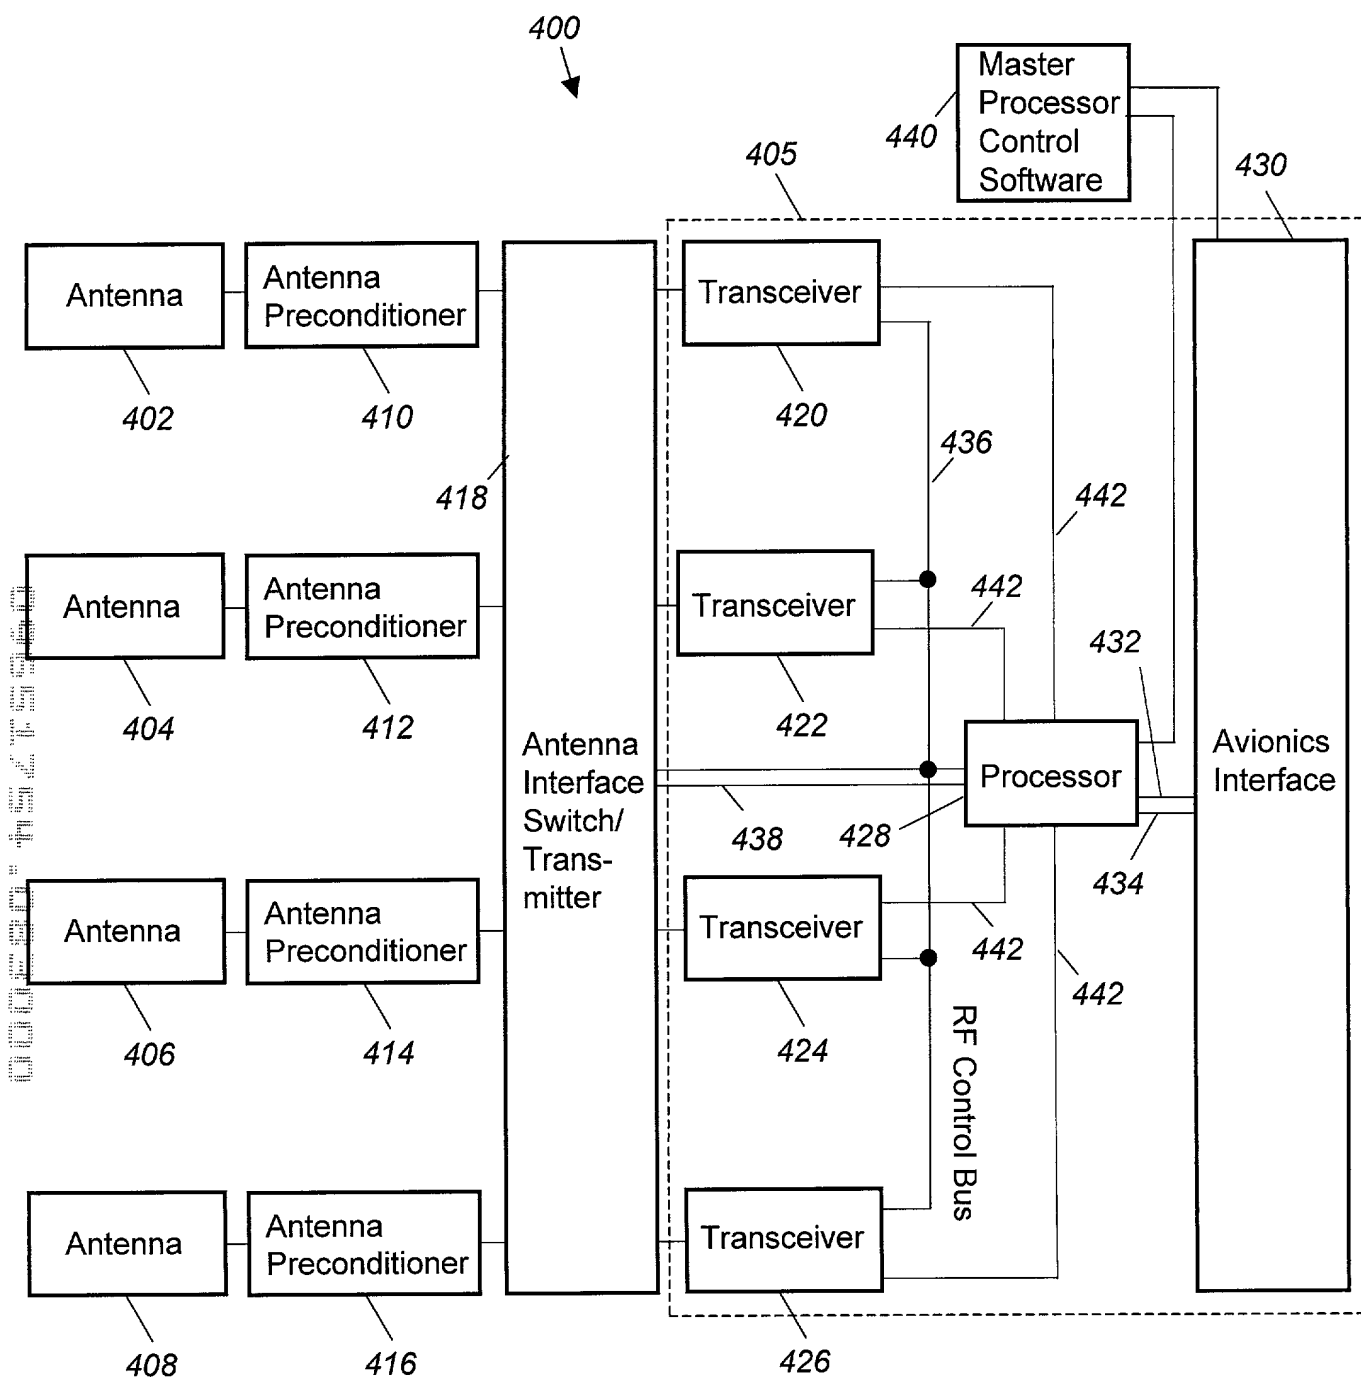 400
Master
Processor
Control
Software
440
405
430
Antenna
Antenna
Preconditioner
Transceiver
402
410
420
436
418
442
Antenna
Antenna
Preconditioner
Transceiver
442
432
404
412
422
Antenna
Interface
Switch/
Trans-
mitter
Processor
Avionics
Interface
438
428
434
Antenna
Antenna
Preconditioner
Transceiver
442
442
406
414
424
RF Control Bus
Antenna
Antenna
Preconditioner
Transceiver
408
416
426